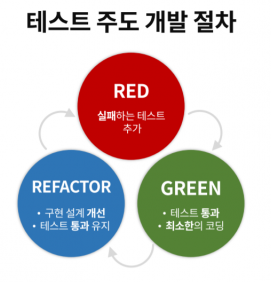 테스트 주도 개발 절차
RED
실패하는 테스트
추가
REFACTOR
• 구현 설계 개선
• 테스트 통과 유지
GREEN
• 테스트 통과
• 최소한의 코딩